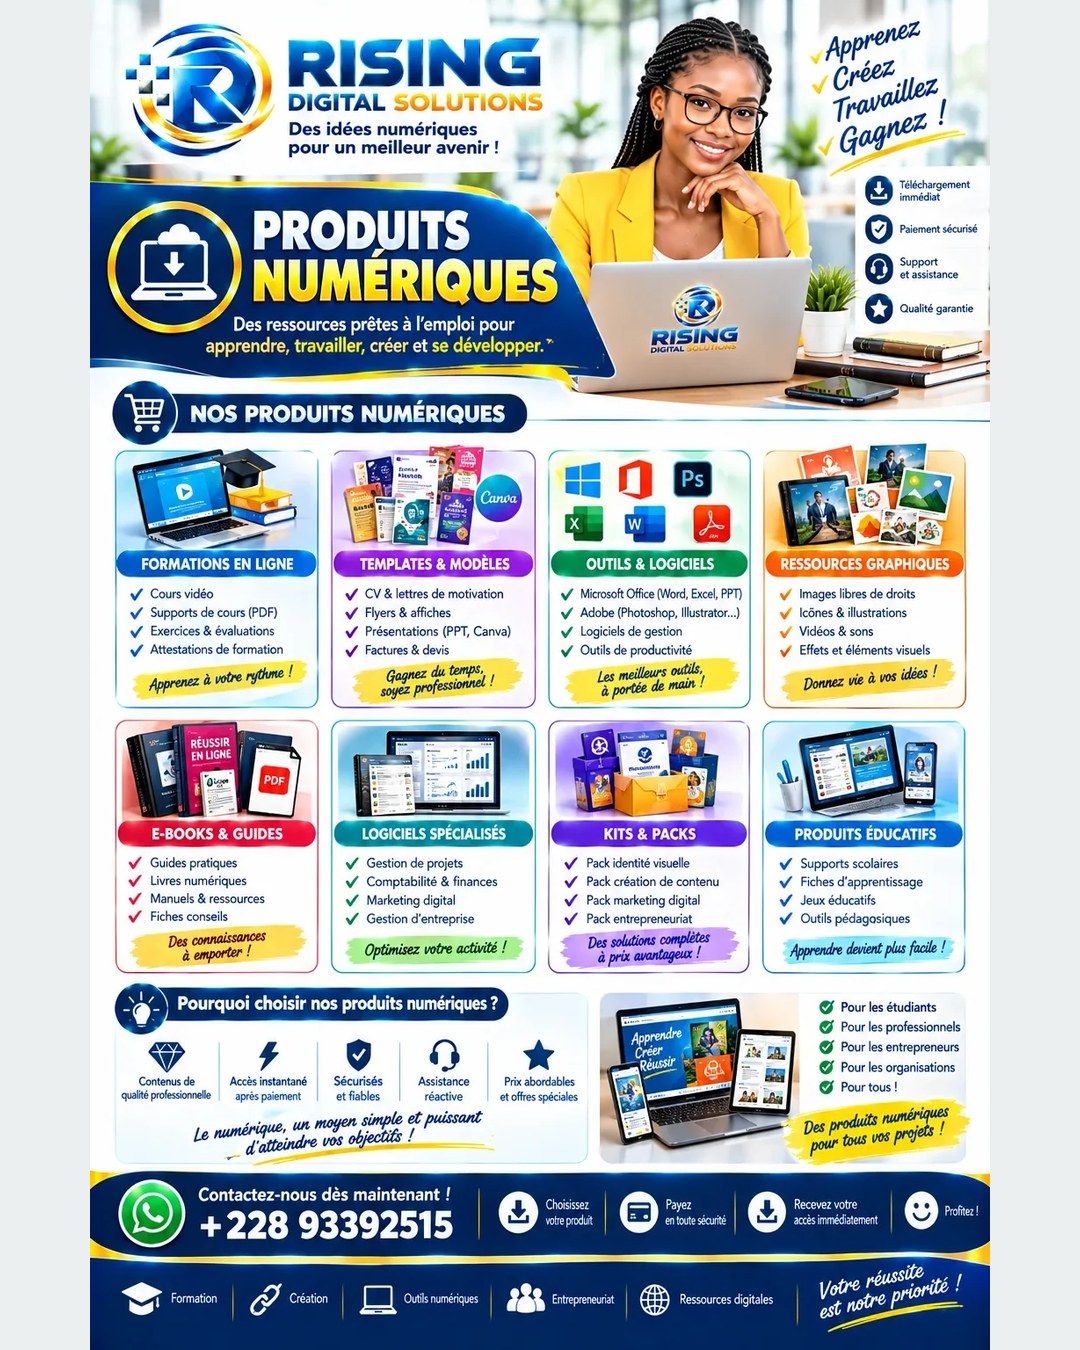 RISING
DIGITAL SOLUTIONS
Des idées numériques
pour un meilleur avenir !
Apprenez
Créez
Travaillez
Gagnez !
Téléchargement
immédiat
Paiement sécurisé
Support
et assistance
Qualité garantie
PRODUITS
NUMÉRIQUES
Des ressources prêtes à l'emploi pour
apprendre, travailler, créer et se développer.
RISING
DIGITAL SOLUTIONS
NOS PRODUITS NUMÉRIQUES
FORMATIONS EN LIGNE
Cours vidéo
Supports de cours (PDF)
Exercices & évaluations
Attestations de formation
Apprenez à votre rythme !
Canva
TEMPLATES & MODÈLES
CV & lettres de motivation
Flyers & affiches
Présentations (PPT, Canva)
Factures & devis
Gagnez du temps,
soyez professionnel !
Ps
X
W
OUTILS & LOGICIELS
Microsoft Office (Word, Excel, PPT)
Adobe (Photoshop, Illustrator...)
Logiciels de gestion
Outils de productivité
Les meilleurs outils,
à portée de main !
RESSOURCES GRAPHIQUES
Images libres de droits
Icônes & illustrations
Vidéos & sons
Effets et éléments visuels
Donnez vie à vos idées !
RÉUSSIR
EN LIGNE
PDF
E-BOOKS & GUIDES
Guides pratiques
Livres numériques
Manuels & ressources
Fiches conseils
Des connaissances
à emporter !
LOGICIELS SPÉCIALISÉS
Gestion de projets
Comptabilité & finances
Marketing digital
Gestion d'entreprise
Optimisez votre activité !
KITS & PACKS
Pack identité visuelle
Pack création de contenu
Pack marketing digital
Pack entrepreneuriat
Des solutions complètes
à prix avantageux !
PRODUITS ÉDUCATIFS
Supports scolaires
Fiches d'apprentissage
Jeux éducatifs
Outils pédagogiques
Apprendre devient plus facile !
Pourquoi choisir nos produits numériques ?
Contenus de
qualité professionnelle
Accès instantané
après paiement
Sécurisés
et fiables
Assistance
réactive
Prix abordables
et offres spéciales
Le numérique, un moyen simple et puissant
d'atteindre vos objectifs !
Apprendre
Créer
Réussir
Pour les étudiants
Pour les professionnels
Pour les entrepreneurs
Pour les organisations
Pour tous !
Des produits numériques
pour tous vos projets !
Contactez-nous dès maintenant !
+228 93392515
Choisissez
votre produit
Payez
en toute sécurité
Recevez votre
accès immédiatement
Profitez !
Formation
Création
Outils numériques
Entrepreneuriat
Ressources digitales
Votre réussite
est notre priorité !